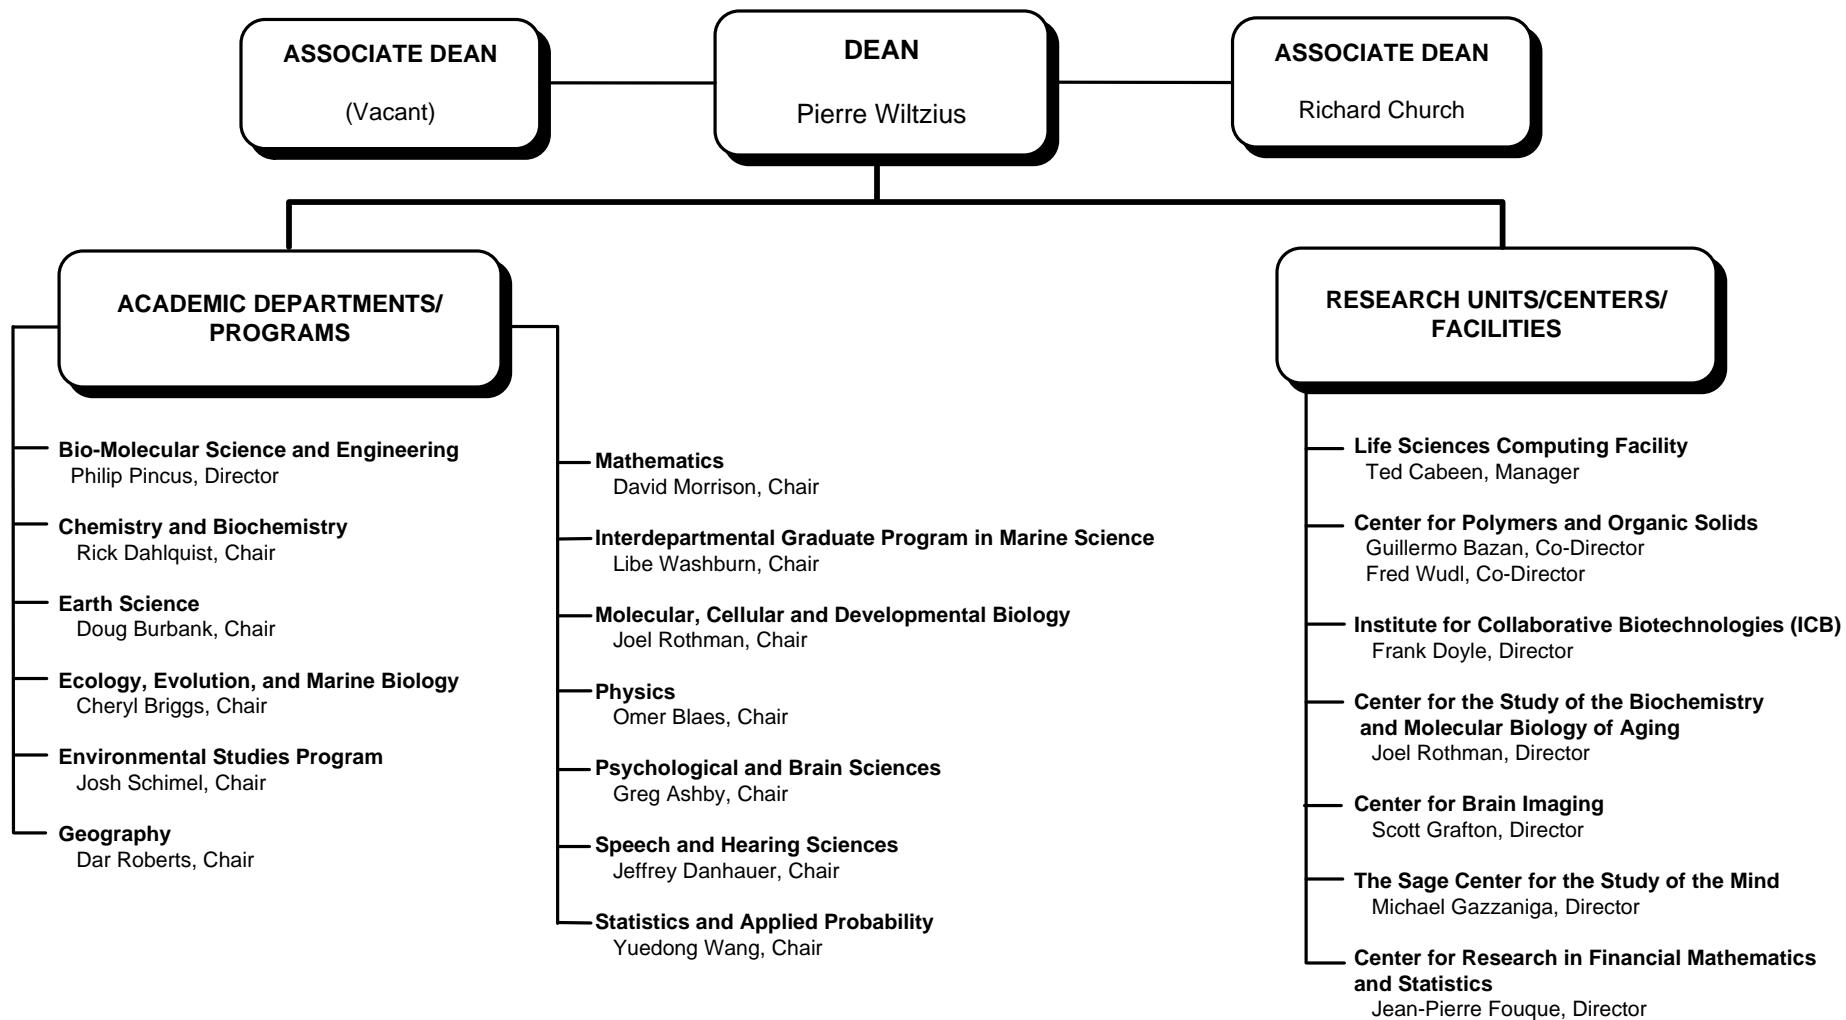 ASSOCIATE DEAN
(Vacant)
DEAN
Pierre Wiltzius
ASSOCIATE DEAN
Richard Church
ACADEMIC DEPARTMENTS/
PROGRAMS
Bio-Molecular Science and Engineering
Philip Pincus, Director
Chemistry and Biochemistry
Rick Dahlquist, Chair
Earth Science
Doug Burbank, Chair
Ecology, Evolution, and Marine Biology
Cheryl Briggs, Chair
Environmental Studies Program
Josh Schimel, Chair
Geography
Dar Roberts, Chair
Mathematics
David Morrison, Chair
Interdepartmental Graduate Program in Marine Science
Libe Washburn, Chair
Molecular, Cellular and Developmental Biology
Joel Rothman, Chair
Physics
Omer Blaes, Chair
Psychological and Brain Sciences
Greg Ashby, Chair
Speech and Hearing Sciences
Jeffrey Danhauer, Chair
Statistics and Applied Probability
Yuedong Wang, Chair
RESEARCH UNITS/CENTERS/
FACILITIES
Life Sciences Computing Facility
Ted Cabeen, Manager
Center for Polymers and Organic Solids
Guillermo Bazan, Co-Director
Fred Wudl, Co-Director
Institute for Collaborative Biotechnologies (ICB)
Frank Doyle, Director
Center for the Study of the Biochemistry
and Molecular Biology of Aging
Joel Rothman, Director
Center for Brain Imaging
Scott Grafton, Director
The Sage Center for the Study of the Mind
Michael Gazzaniga, Director
Center for Research in Financial Mathematics
and Statistics
Jean-Pierre Fouque, Director